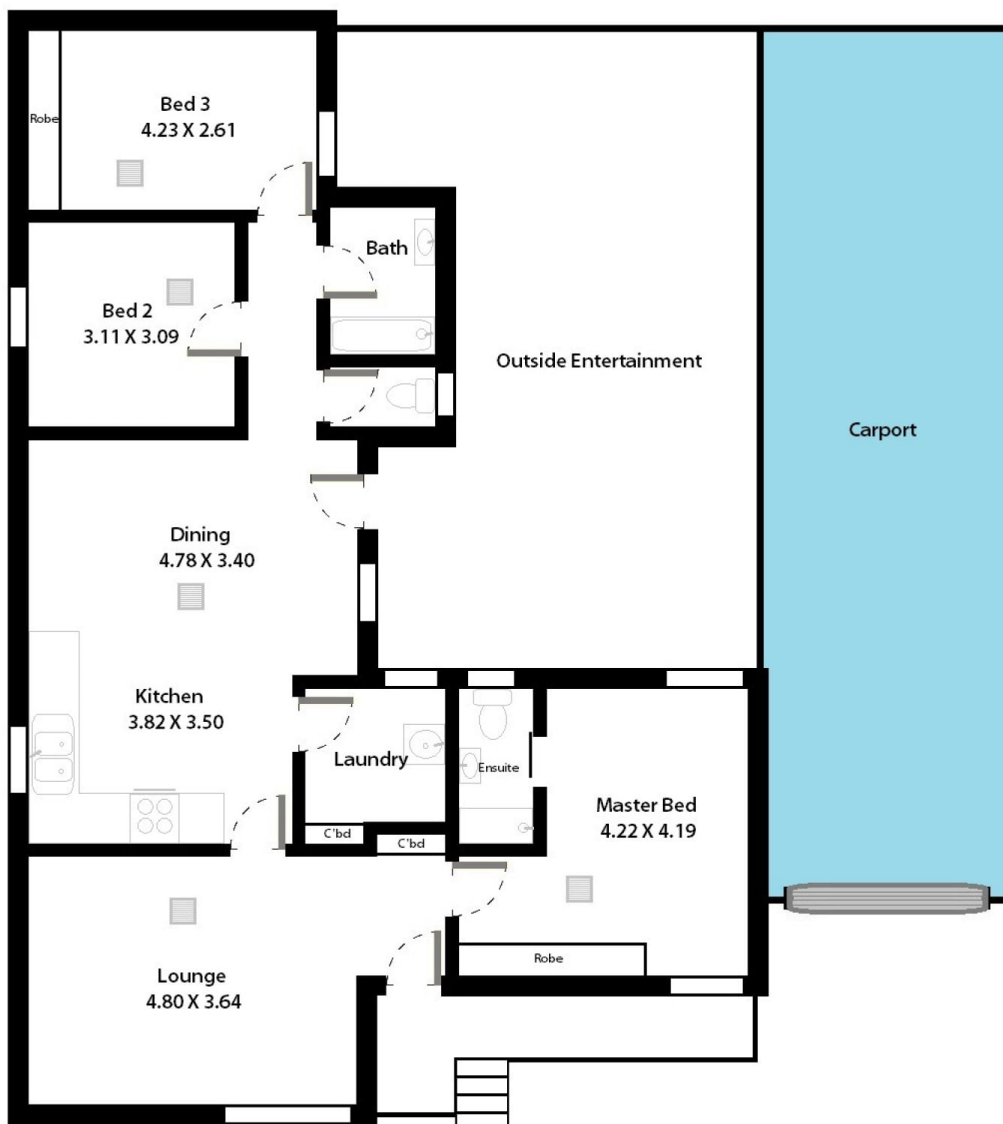 Bed 3
4.23 X 2.61
Robe
Bath
Bed 2
3.11 X 3.09
Outside Entertainment
Carport
Dining
4.78 X 3.40
Kitchen
3.82 X 3.50
Laundry
Ensuite
Master Bed
4.22 X 4.19
C'bd
C'bd
Robe
Lounge
4.80 X 3.64